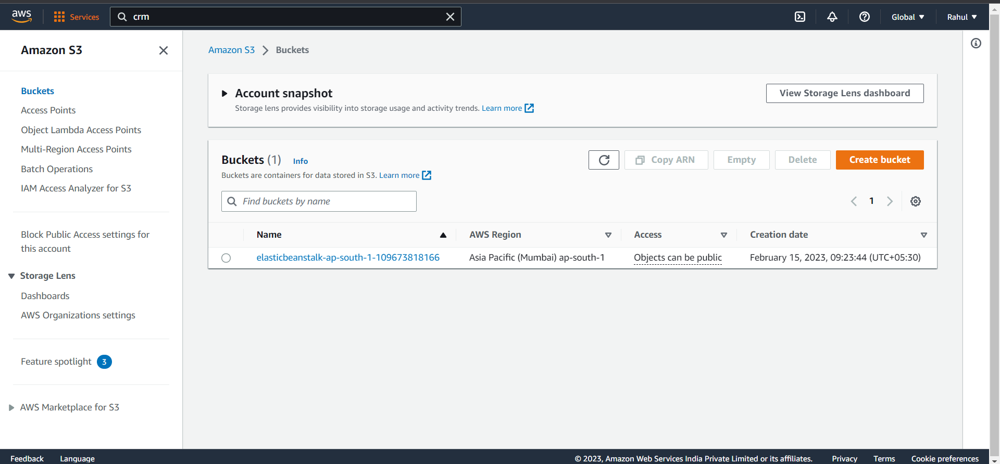 aws
Services
crm
Global ▼
Rahul ▼
Amazon S3
Buckets
Access Points
Object Lambda Access Points
Multi-Region Access Points
Batch Operations
IAM Access Analyzer for S3
Block Public Access settings for
this account
Storage Lens
Dashboards
AWS Organizations settings
Feature spotlight 3
AWS Marketplace for S3
Amazon S3 > Buckets
Account snapshot
View Storage Lens dashboard
Storage lens provides visibility into storage usage and activity trends. Learn more
Buckets (1) Info
Copy ARN
Empty
Delete
Create bucket
Buckets are containers for data stored in S3. Learn more
Find buckets by name
1
Name AWS Region Access Creation date
elasticbeanstalk-ap-south-1-109673818166 Asia Pacific (Mumbai) ap-south-1 Objects can be public February 15, 2023, 09:23:44 (UTC+05:30)
Feedback Language © 2023, Amazon Web Services India Private Limited or its affiliates. Privacy Terms Cookie preferences